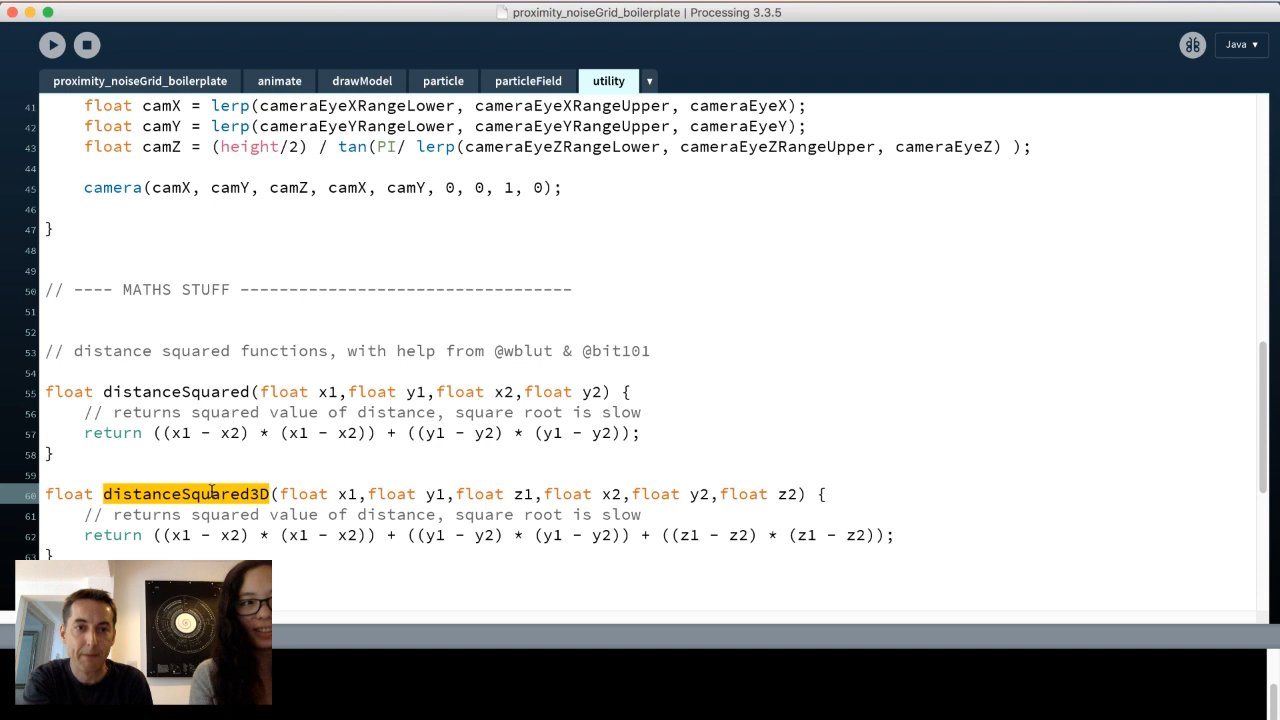 proximity_noiseGrid_boilerplate | Processing 3.3.5
Java ▾
proximity_noiseGrid_boilerplate animate drawModel particle particleField utility ▾
41 float camX = lerp(cameraEyeXRangeLower, cameraEyeXRangeUpper, cameraEyeX);
42 float camY = lerp(cameraEyeYRangeLower, cameraEyeYRangeUpper, cameraEyeY);
43 float camZ = (height/2) / tan(PI/ lerp(cameraEyeZRangeLower, cameraEyeZRangeUpper, cameraEyeZ) );
44
45 camera(camX, camY, camZ, camX, camY, 0, 0, 1, 0);
46
47 }
48
49
50 // ---- MATHS STUFF ----------------------------------
51
52
53 // distance squared functions, with help from @wblut & @bit101
54
55 float distanceSquared(float x1,float y1,float x2,float y2) {
56 // returns squared value of distance, square root is slow
57 return ((x1 - x2) * (x1 - x2)) + ((y1 - y2) * (y1 - y2));
58 }
59
60 float distanceSquared3D(float x1,float y1,float z1,float x2,float y2,float z2) {
61 // returns squared value of distance, square root is slow
62 return ((x1 - x2) * (x1 - x2)) + ((y1 - y2) * (y1 - y2)) + ((z1 - z2) * (z1 - z2));
63 }